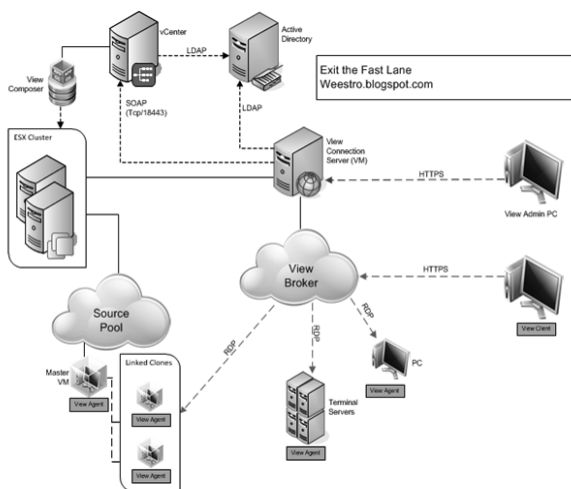 vCenter
Active
Directory
LDAP
View
Composer
SOAP
(Tcp/18443)
LDAP
Exit the Fast Lane
Weestro.blogspot.com
ESX Cluster
View
Connection
Server (VM)
HTTPS
View Admin PC
View
Broker
HTTPS
View Client
Source
Pool
RDP
RDP
RDP
PC
View Agent
Master
VM
View Agent
Linked Clones
View Agent
View Agent
Terminal
Servers
View Agent